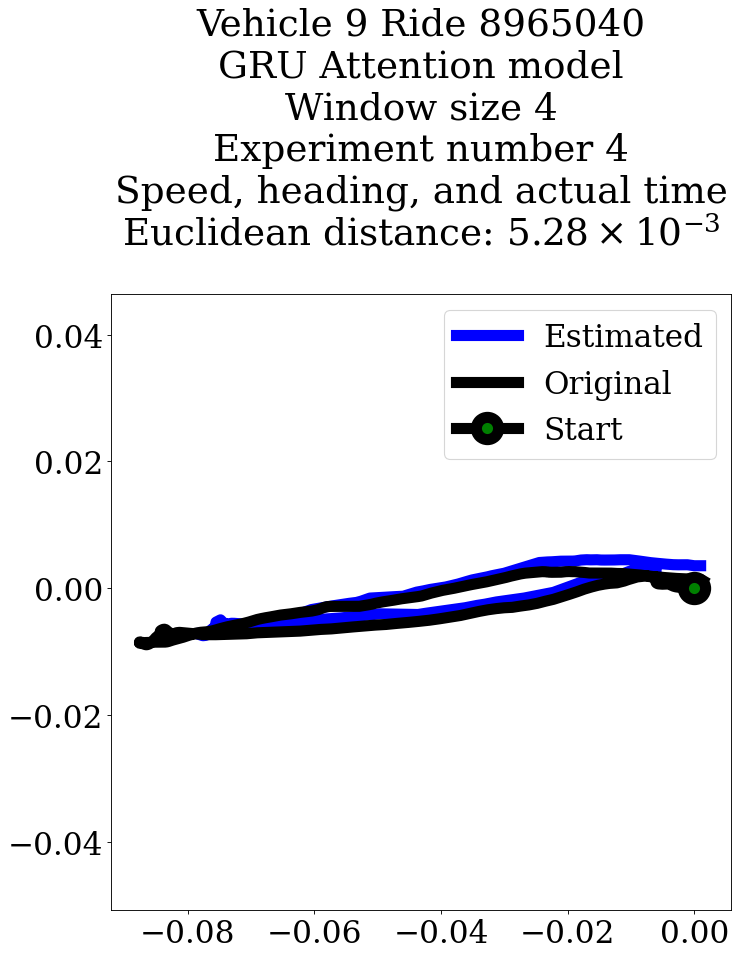 Vehicle 9 Ride 8965040
GRU Attention model
Window size 4
Experiment number 4
Speed, heading, and actual time
Euclidean distance: 5.28 × 10⁻³
Estimated
Original
Start
0.04
0.02
0.00
−0.02
−0.04
−0.08 −0.06 −0.04 −0.02 0.00